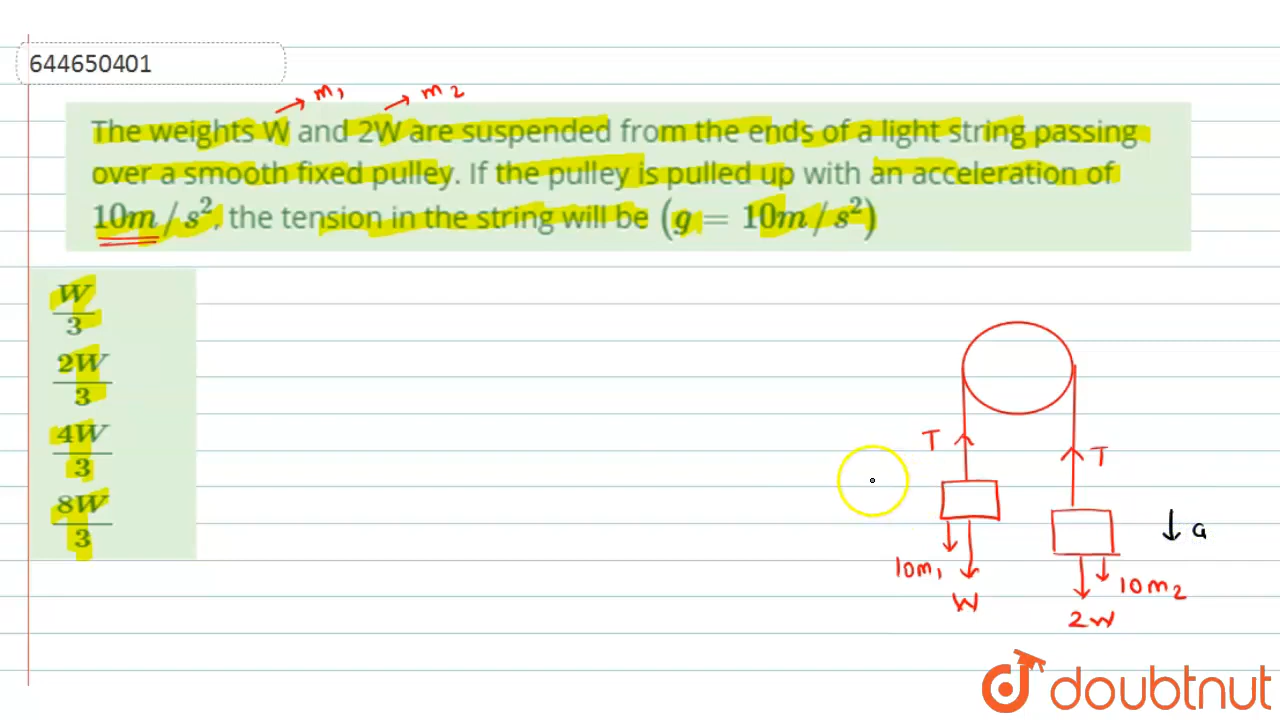 644650401
m1 m2
The weights W and 2W are suspended from the ends of a light string passing
over a smooth fixed pulley. If the pulley is pulled up with an acceleration of
10m/s², the tension in the string will be (g = 10m/s²)
W/3
2W/3
4W/3
8W/3
T
T
a
10m1
10m2
W
2W
doubtnut